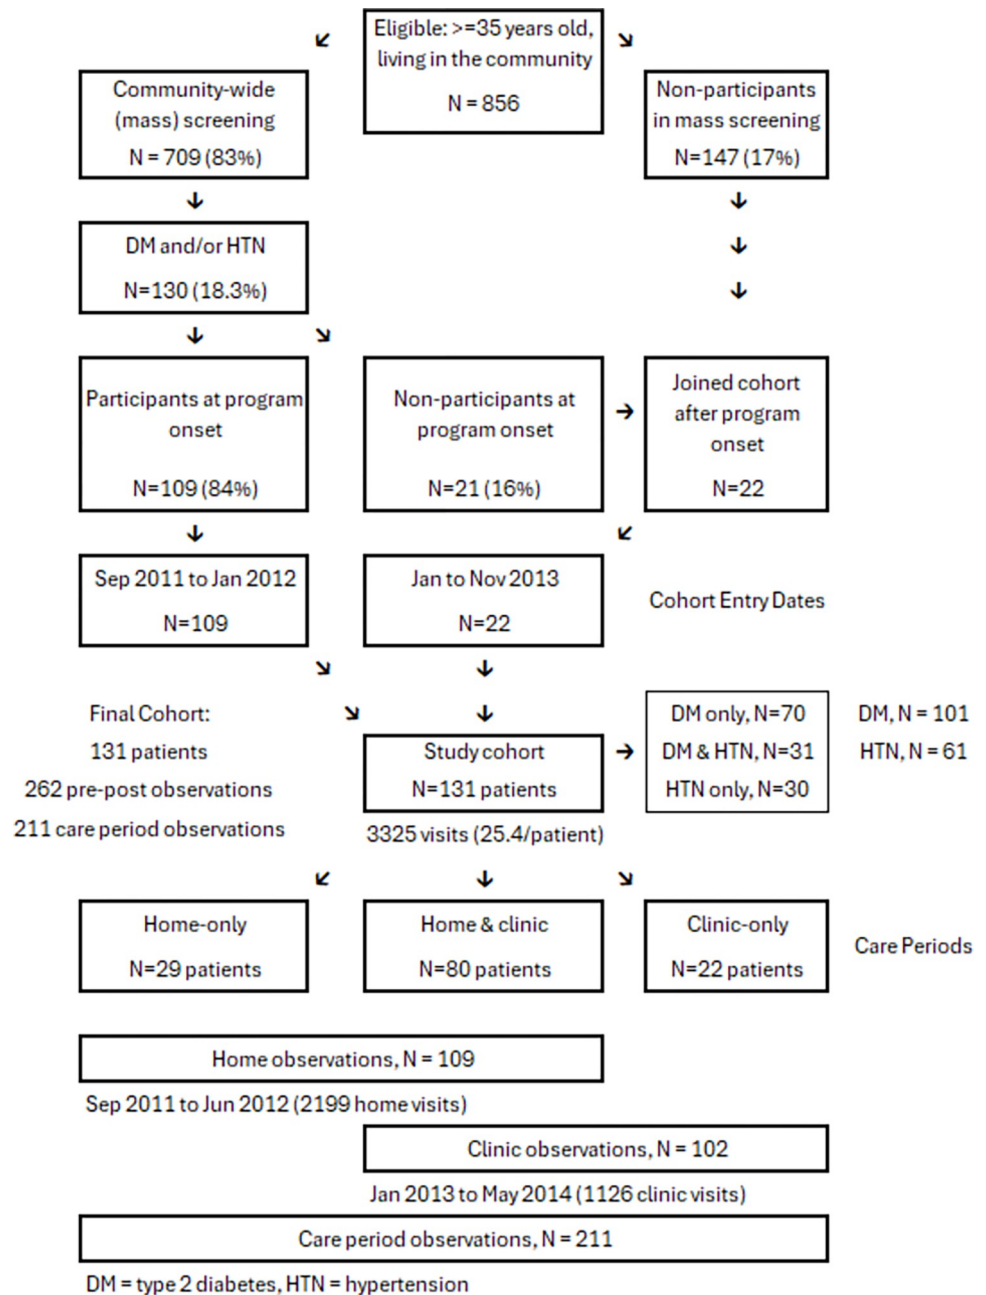 Eligible: >=35 years old,
living in the community
N = 856
Community-wide
(mass) screening
N = 709 (83%)
Non-participants
in mass screening
N=147 (17%)
DM and/or HTN
N=130 (18.3%)
Participants at program
onset
N=109 (84%)
Non-participants at
program onset
N=21 (16%)
Joined cohort
after program
onset
N=22
Sep 2011 to Jan 2012
N=109
Jan to Nov 2013
N=22
Cohort Entry Dates
Final Cohort:
131 patients
262 pre-post observations
211 care period observations
Study cohort
N=131 patients
3325 visits (25.4/patient)
DM only, N=70
DM & HTN, N=31
HTN only, N=30
DM, N = 101
HTN, N = 61
Home-only
N=29 patients
Home & clinic
N=80 patients
Clinic-only
N=22 patients
Care Periods
Home observations, N = 109
Sep 2011 to Jun 2012 (2199 home visits)
Clinic observations, N = 102
Jan 2013 to May 2014 (1126 clinic visits)
Care period observations, N = 211
DM = type 2 diabetes, HTN = hypertension